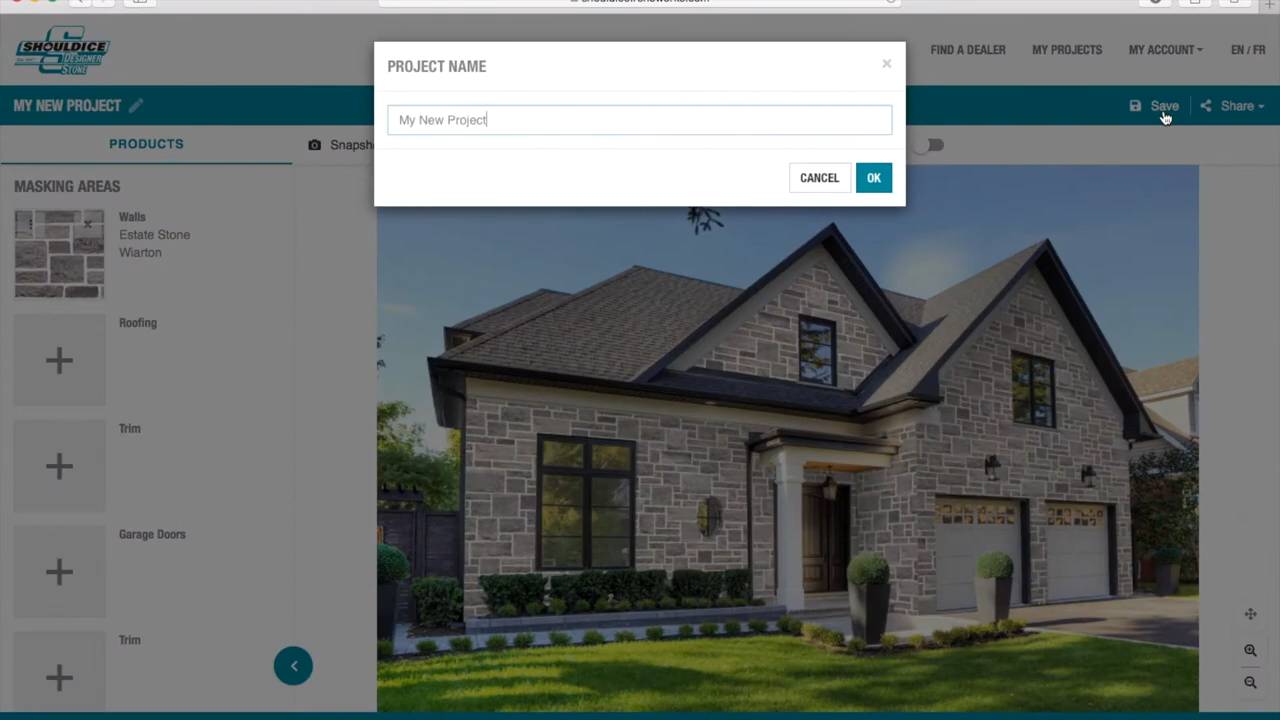 SHOULDICE
DESIGNER
STONE
FIND A DEALER
MY PROJECTS
MY ACCOUNT
EN / FR
PROJECT NAME
×
My New Project
CANCEL
OK
MY NEW PROJECT
Save
Share
PRODUCTS
Snapsh
MASKING AREAS
Walls
Estate Stone
Wiarton
Roofing
Trim
Garage Doors
Trim